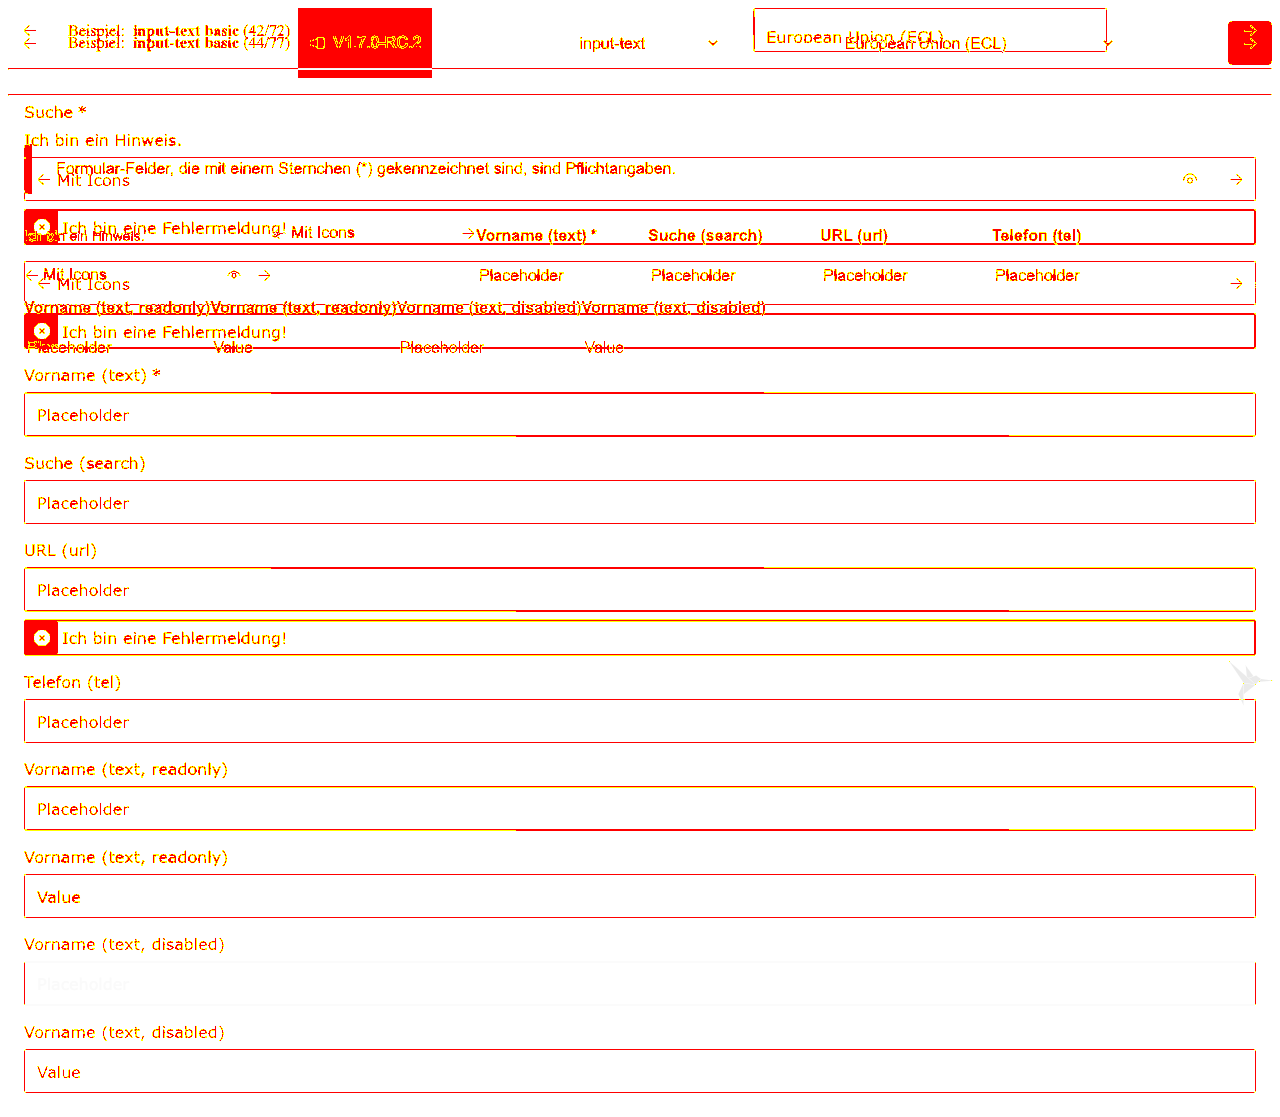 Beispiel: input-text basic (42/72)
Beispiel: input-text basic (44/77)
V1.7.0-RC.2
input-text
European Union (ECL)
European Union (ECL)
Suche *
Ich bin ein Hinweis.
Formular-Felder, die mit einem Sternchen (*) gekennzeichnet sind, sind Pflichtangaben.
Mit Icons
Ich bin eine Fehlermeldung!
Ich bin ein Hinweis.
Mit Icons
Vorname (text) *
Suche (search)
URL (url)
Telefon (tel)
Mit Icons
Placeholder
Placeholder
Placeholder
Placeholder
Mit Icons
Vorname (text, readonly)
Vorname (text, readonly)
Vorname (text, disabled)
Vorname (text, disabled)
Ich bin eine Fehlermeldung!
Placeholder
Value
Placeholder
Value
Vorname (text) *
Placeholder
Suche (search)
Placeholder
URL (url)
Placeholder
Ich bin eine Fehlermeldung!
Telefon (tel)
Placeholder
Vorname (text, readonly)
Placeholder
Vorname (text, readonly)
Value
Vorname (text, disabled)
Placeholder
Vorname (text, disabled)
Value